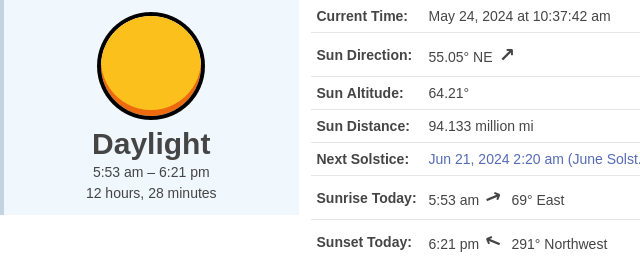 Daylight
5:53 am – 6:21 pm
12 hours, 28 minutes
Current Time: May 24, 2024 at 10:37:42 am
Sun Direction: 55.05° NE ↗
Sun Altitude: 64.21°
Sun Distance: 94.133 million mi
Next Solstice: Jun 21, 2024 2:20 am (June Solst.
Sunrise Today: 5:53 am 69° East
Sunset Today: 6:21 pm 291° Northwest